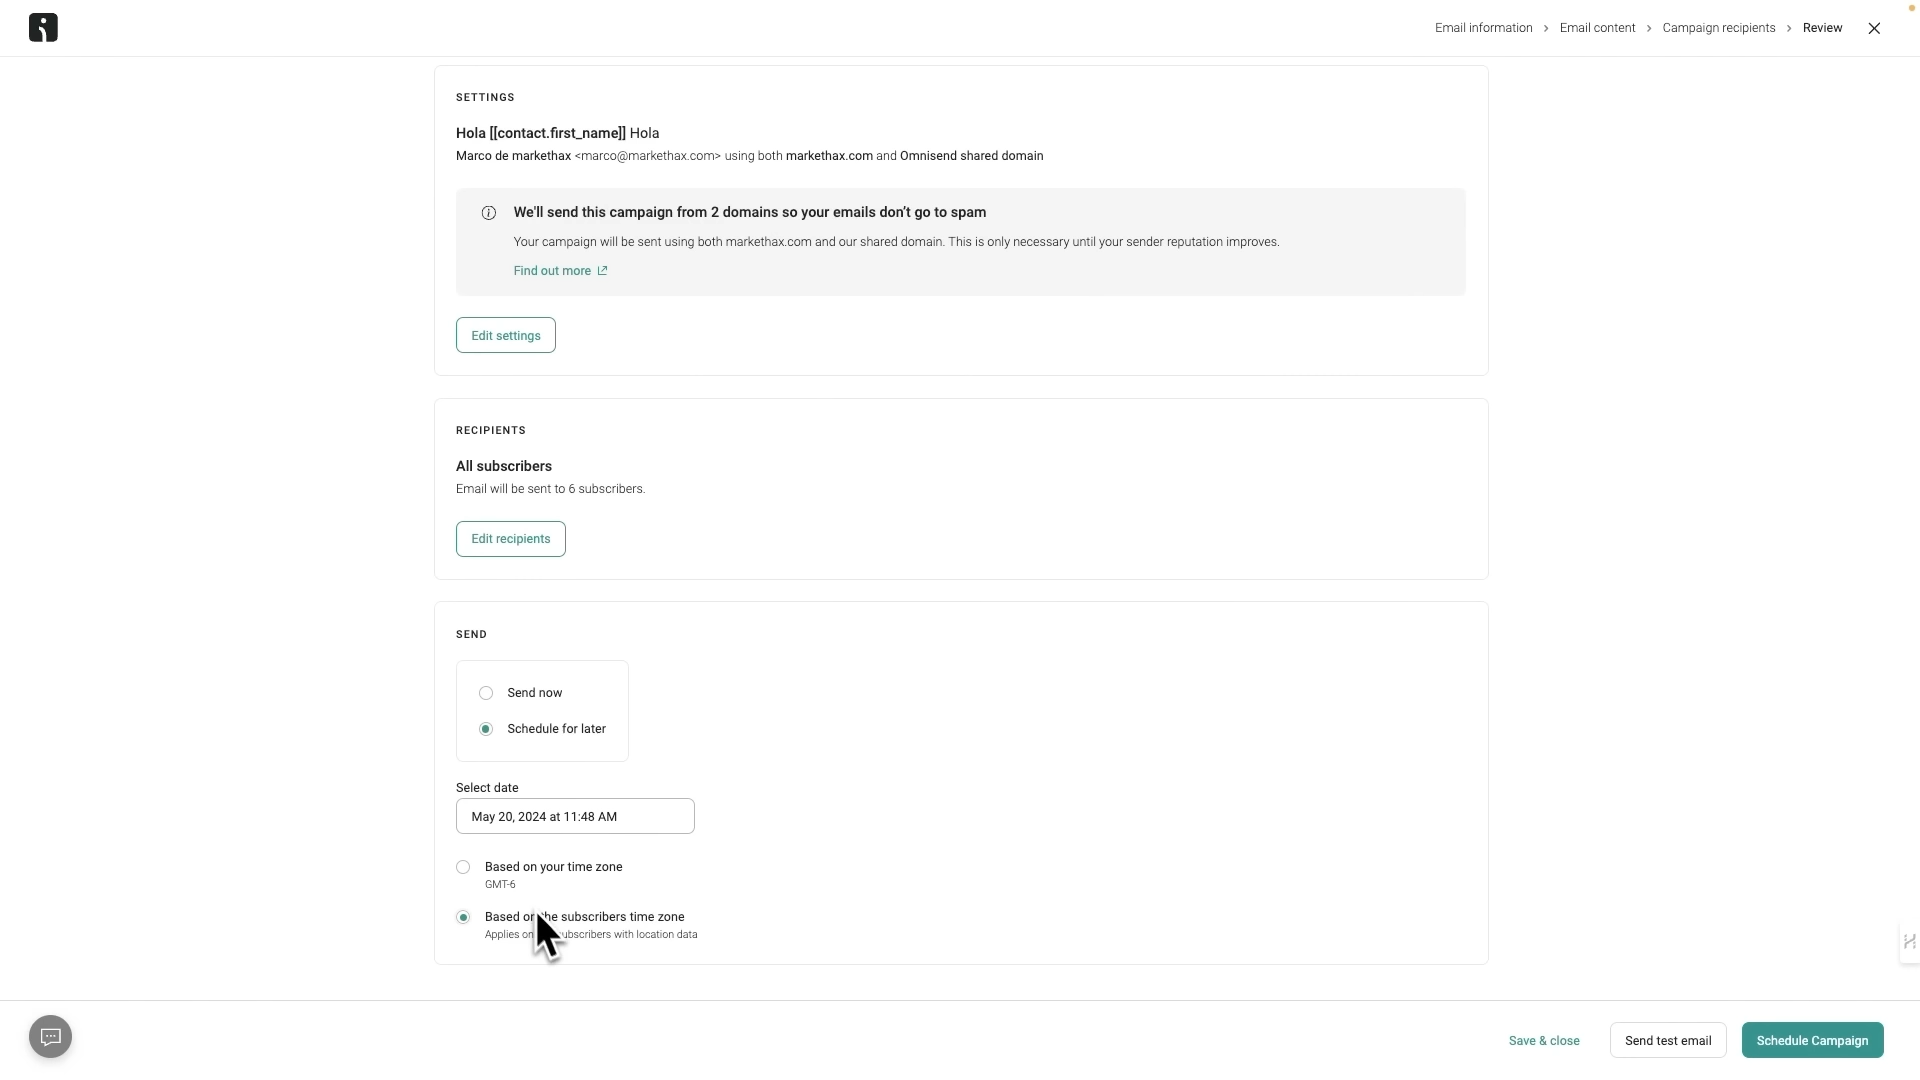 Email information > Email content > Campaign recipients > Review
SETTINGS
Hola [[contact.first_name]] Hola
Marco de markethax <marco@markethax.com> using both markethax.com and Omnisend shared domain
We'll send this campaign from 2 domains so your emails don’t go to spam
Your campaign will be sent using both markethax.com and our shared domain. This is only necessary until your sender reputation improves.
Find out more
Edit settings
RECIPIENTS
All subscribers
Email will be sent to 6 subscribers.
Edit recipients
SEND
Send now
Schedule for later
Select date
May 20, 2024 at 11:48 AM
Based on your time zone
GMT-6
Based on the subscribers time zone
Applies subscribers with location data
Save & close
Send test email
Schedule Campaign